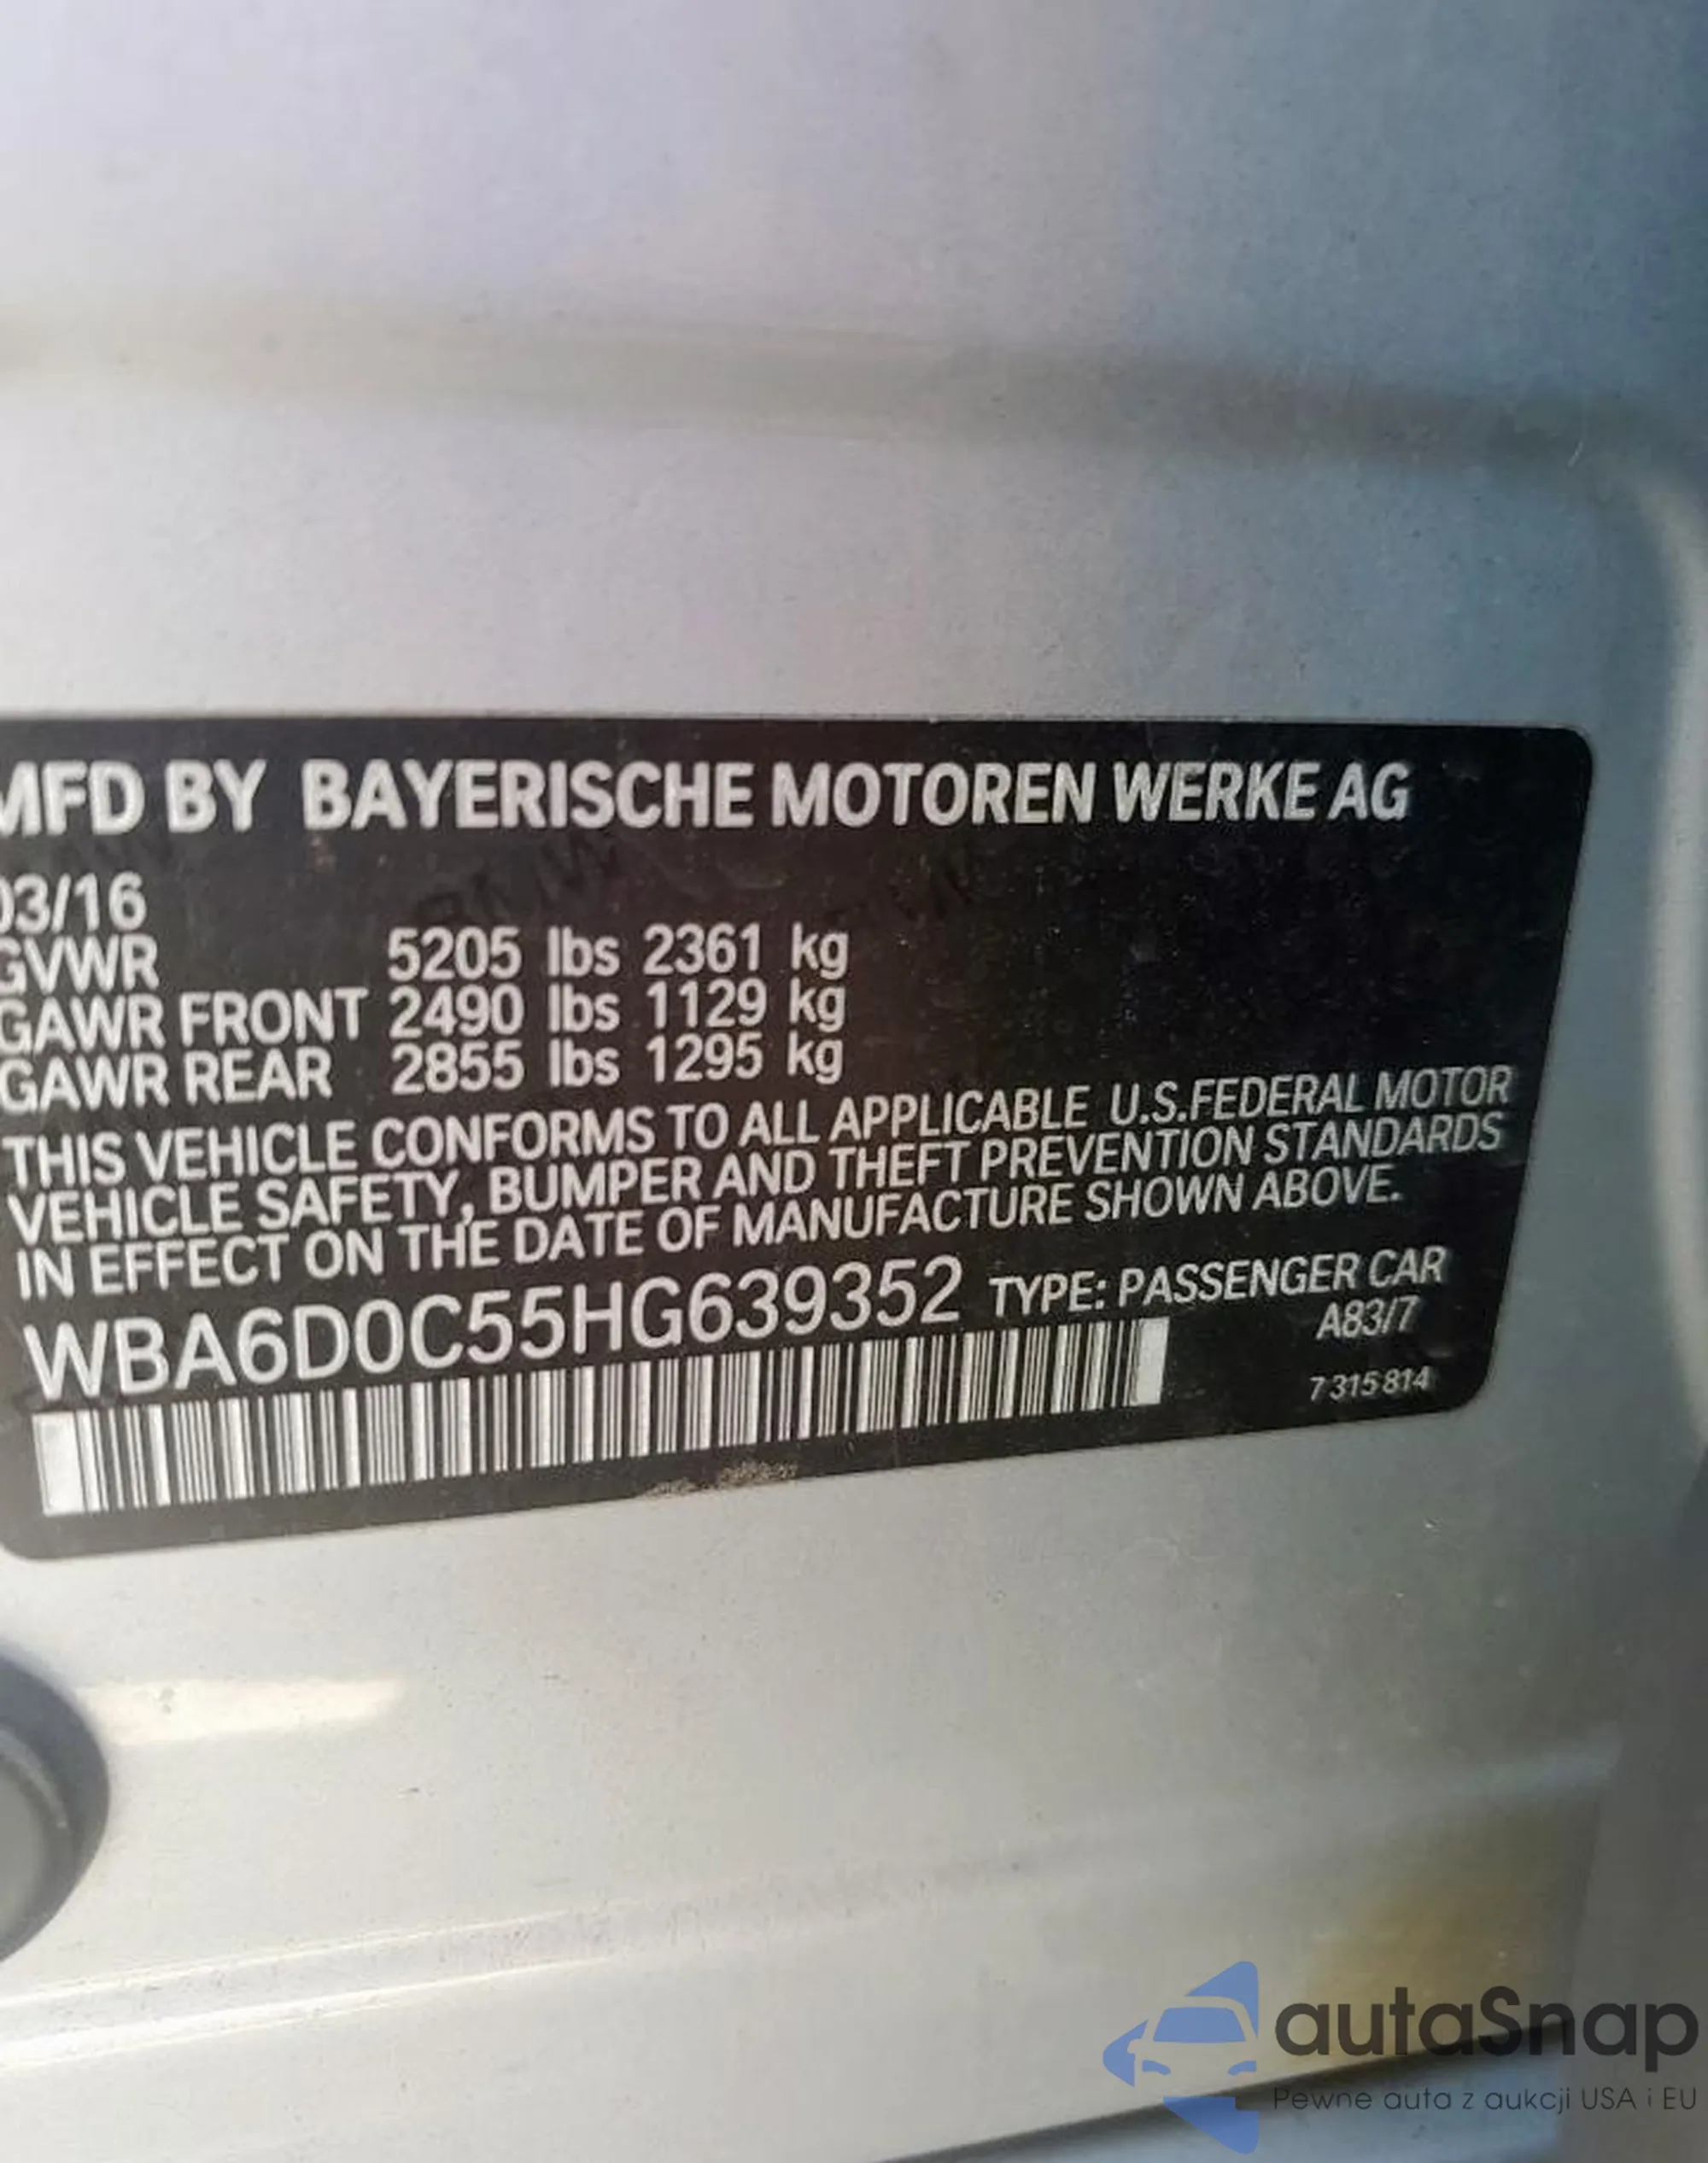 MFD BY BAYERISCHE MOTOREN WERKE AG
03/16
GVWR 5205 lbs 2361 kg
GAWR FRONT 2490 lbs 1129 kg
GAWR REAR 2855 lbs 1295 kg
THIS VEHICLE CONFORMS TO ALL APPLICABLE U.S.FEDERAL MOTOR
VEHICLE SAFETY, BUMPER AND THEFT PREVENTION STANDARDS
IN EFFECT ON THE DATE OF MANUFACTURE SHOWN ABOVE.
WBA6D0C55HG639352 TYPE: PASSENGER CAR
A83/7
7 315 814
autaSnap
Pewne auta z aukcji USA i EU